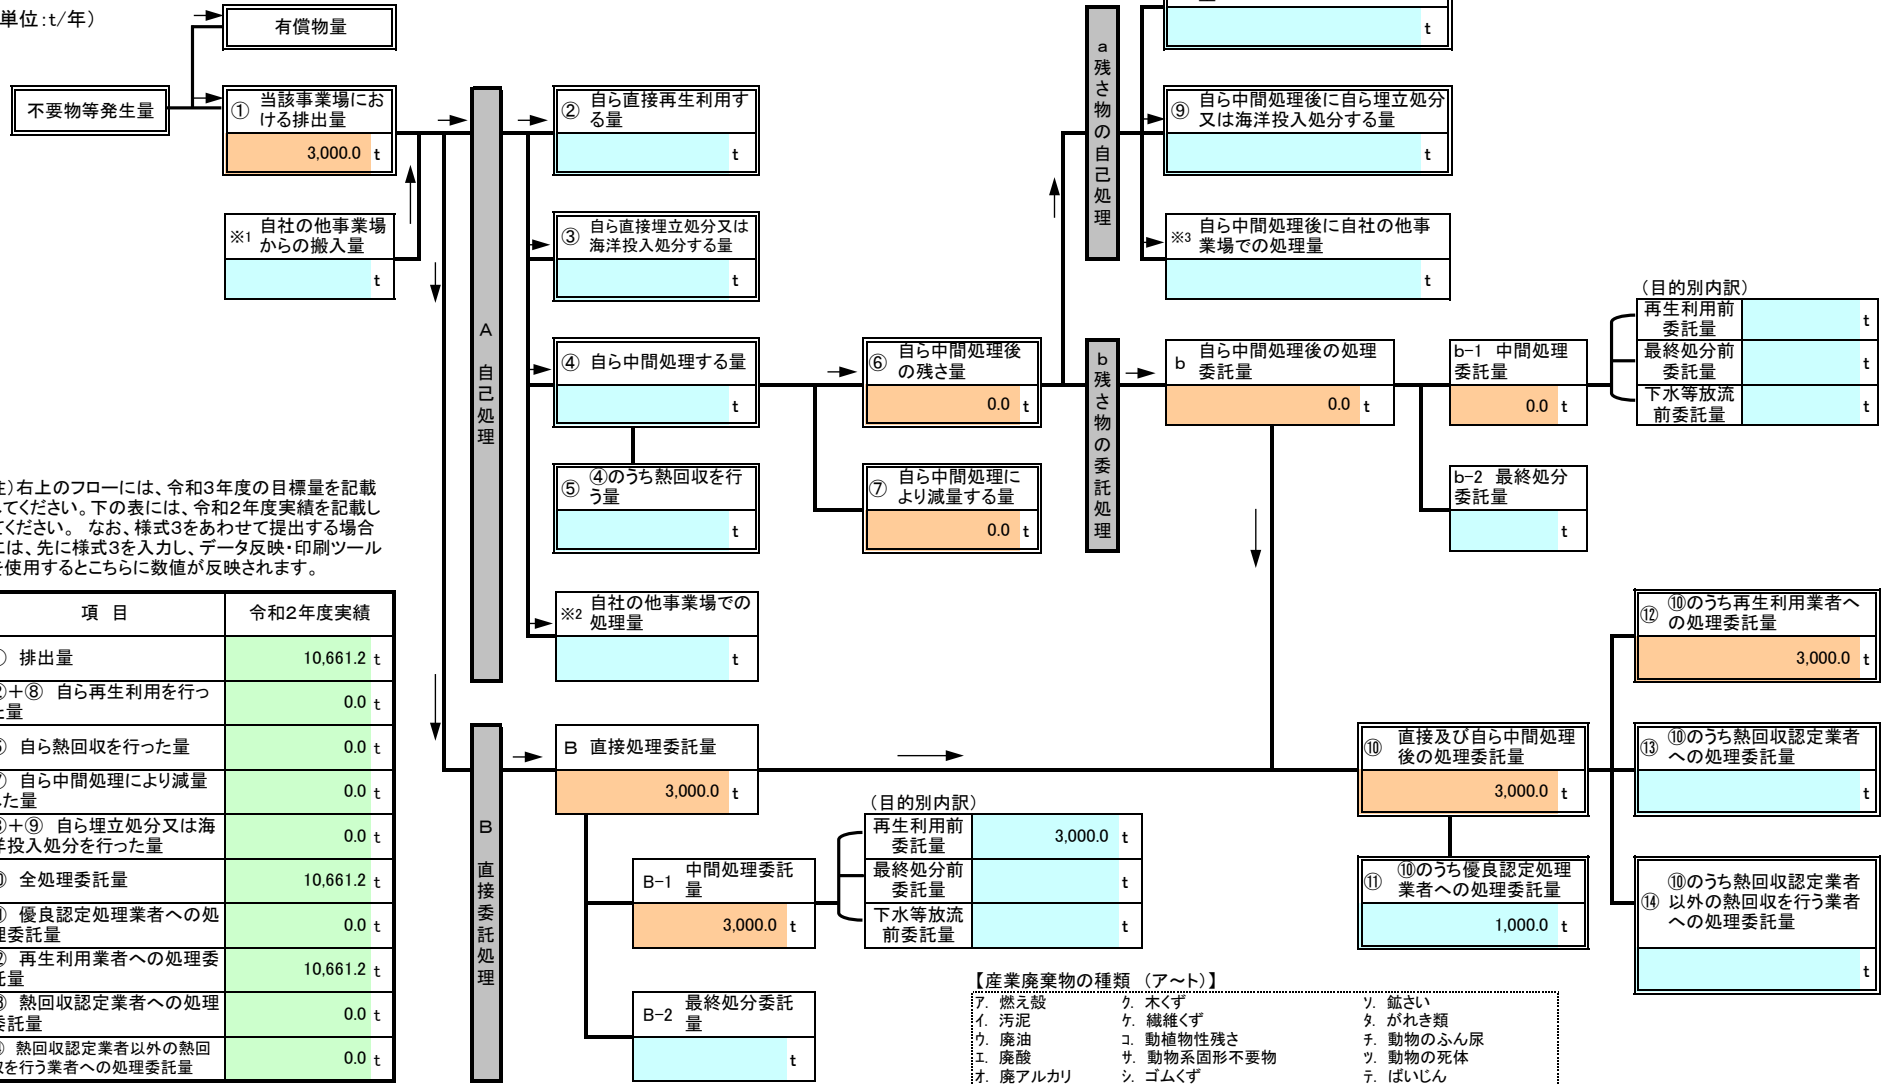 単位:t/年）
有償物量
不要物等発生量
① 当該事業場にお
ける排出量
3,000.0 t
※1 自社の他事業場
からの搬入量
t
A 自己処理
② 自ら直接再生利用す
る量
t
③ 自ら直接埋立処分又は
海洋投入処分する量
t
④ 自ら中間処理する量
t
⑤ ④のうち熱回収を行
う量
t
※2 自社の他事業場での
処理量
t
⑥ 自ら中間処理後
の残さ量
0.0 t
⑦ 自ら中間処理に
より減量する量
0.0 t
a 残さ物の自己処理
t
⑨ 自ら中間処理後に自ら埋立処分
又は海洋投入処分する量
t
※3 自ら中間処理後に自社の他事
業場での処理量
t
b 残さ物の委託処理
b 自ら中間処理後の処理
委託量
0.0 t
b-1 中間処理
委託量
0.0 t
b-2 最終処分
委託量
t
（目的別内訳）
再生利用前
委託量
t
最終処分前
委託量
t
下水等放流
前委託量
t
注）右上のフローには、令和3年度の目標量を記載
してください。下の表には、令和2年度実績を記載し
てください。 なお、様式3をあわせて提出する場合
には、先に様式3を入力し、データ反映・印刷ツール
を使用するとこちらに数値が反映されます。
項 目 令和2年度実績
排出量 10,661.2 t
②+⑧ 自ら再生利用を行っ
た量
0.0 t
⑤ 自ら熱回収を行った量 0.0 t
⑦ 自ら中間処理により減量
した量
0.0 t
③+⑨ 自ら埋立処分又は海
洋投入処分を行った量
0.0 t
⑩ 全処理委託量 10,661.2 t
⑪ 優良認定処理業者への処
理委託量
0.0 t
⑫ 再生利用業者への処理委
託量
10,661.2 t
⑬ 熱回収認定業者への処理
委託量
0.0 t
⑭ 熱回収認定業者以外の熱回
収を行う業者への処理委託量
0.0 t
B 直接委託処理
B 直接処理委託量
3,000.0 t
B-1 中間処理委託
量
3,000.0 t
B-2 最終処分委託
量
t
（目的別内訳）
再生利用前
委託量
3,000.0 t
最終処分前
委託量
t
下水等放流
前委託量
t
⑩ 直接及び自ら中間処理
後の処理委託量
3,000.0 t
⑪ ⑩のうち優良認定処理
業者への処理委託量
1,000.0 t
⑫ ⑩のうち再生利用業者へ
の処理委託量
3,000.0 t
⑬ ⑩のうち熱回収認定業者
への処理委託量
t
⑭ ⑩のうち熱回収認定業者
以外の熱回収を行う業者
への処理委託量
t
【産業廃棄物の種類 （ア～ト）】
ア. 燃え殻 ク. 木くず ソ. 鉱さい
イ. 汚泥 ケ. 繊維くず タ. がれき類
ウ. 廃油 コ. 動植物性残さ チ. 動物のふん尿
エ. 廃酸 サ. 動物系固形不要物 ツ. 動物の死体
オ. 廃アルカリ シ. ゴムくず テ. ばいじん